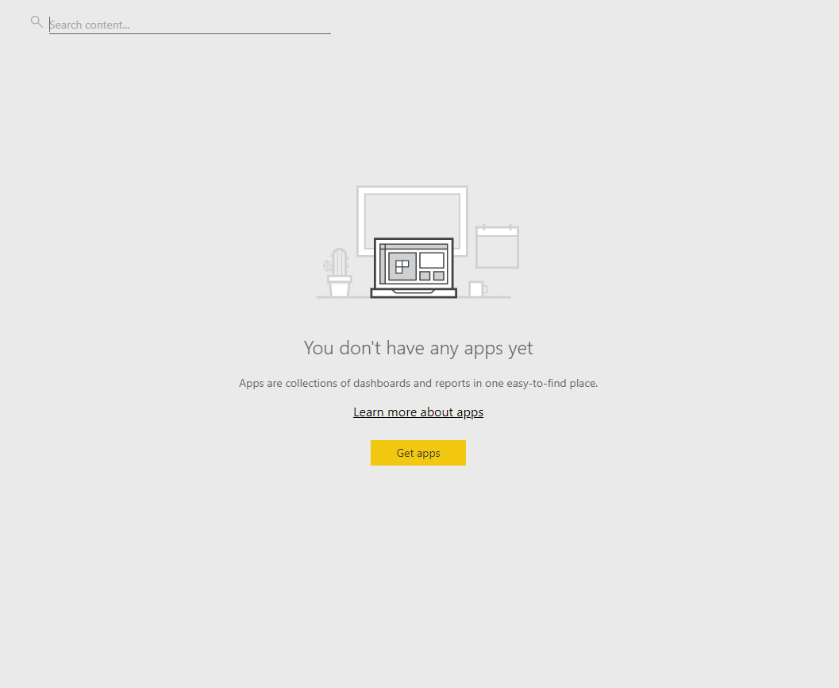 Search content...
You don't have any apps yet
Apps are collections of dashboards and reports in one easy-to-find place.
Learn more about apps
Get apps